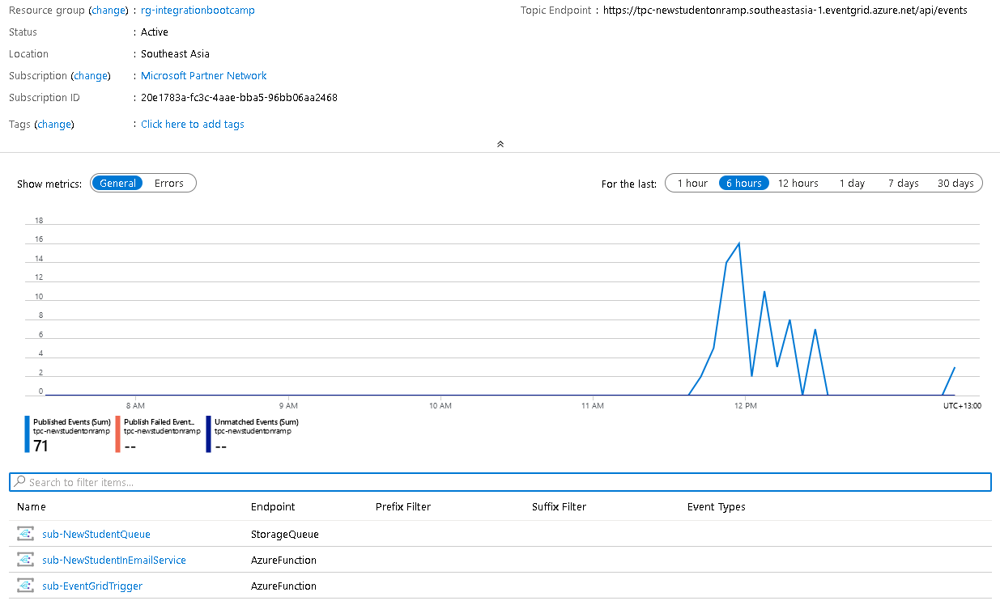 Resource group (change) : rg-integrationbootcamp
Topic Endpoint : https://tpc-newstudentonramp.southeastasia-1.eventgrid.azure.net/api/events
Status : Active
Location : Southeast Asia
Subscription (change) : Microsoft Partner Network
Subscription ID : 20e1783a-fc3c-4aae-bba5-96bb06aa2468
Tags (change) : Click here to add tags
Show metrics: General Errors
For the last: 1 hour 6 hours 12 hours 1 day 7 days 30 days
18
16
14
12
10
8
6
4
2
0
8 AM 9 AM 10 AM 11 AM 12 PM UTC+13:00
Published Events (Sum) Publish Failed Event... Unmatched Events (Sum)
tpc-newstudentonramp tpc-newstudentonramp tpc-newstudentonramp
71 -- --
Search to filter items...
Name Endpoint Prefix Filter Suffix Filter Event Types
sub-NewStudentQueue StorageQueue
sub-NewStudentInEmailService AzureFunction
sub-EventGridTrigger AzureFunction